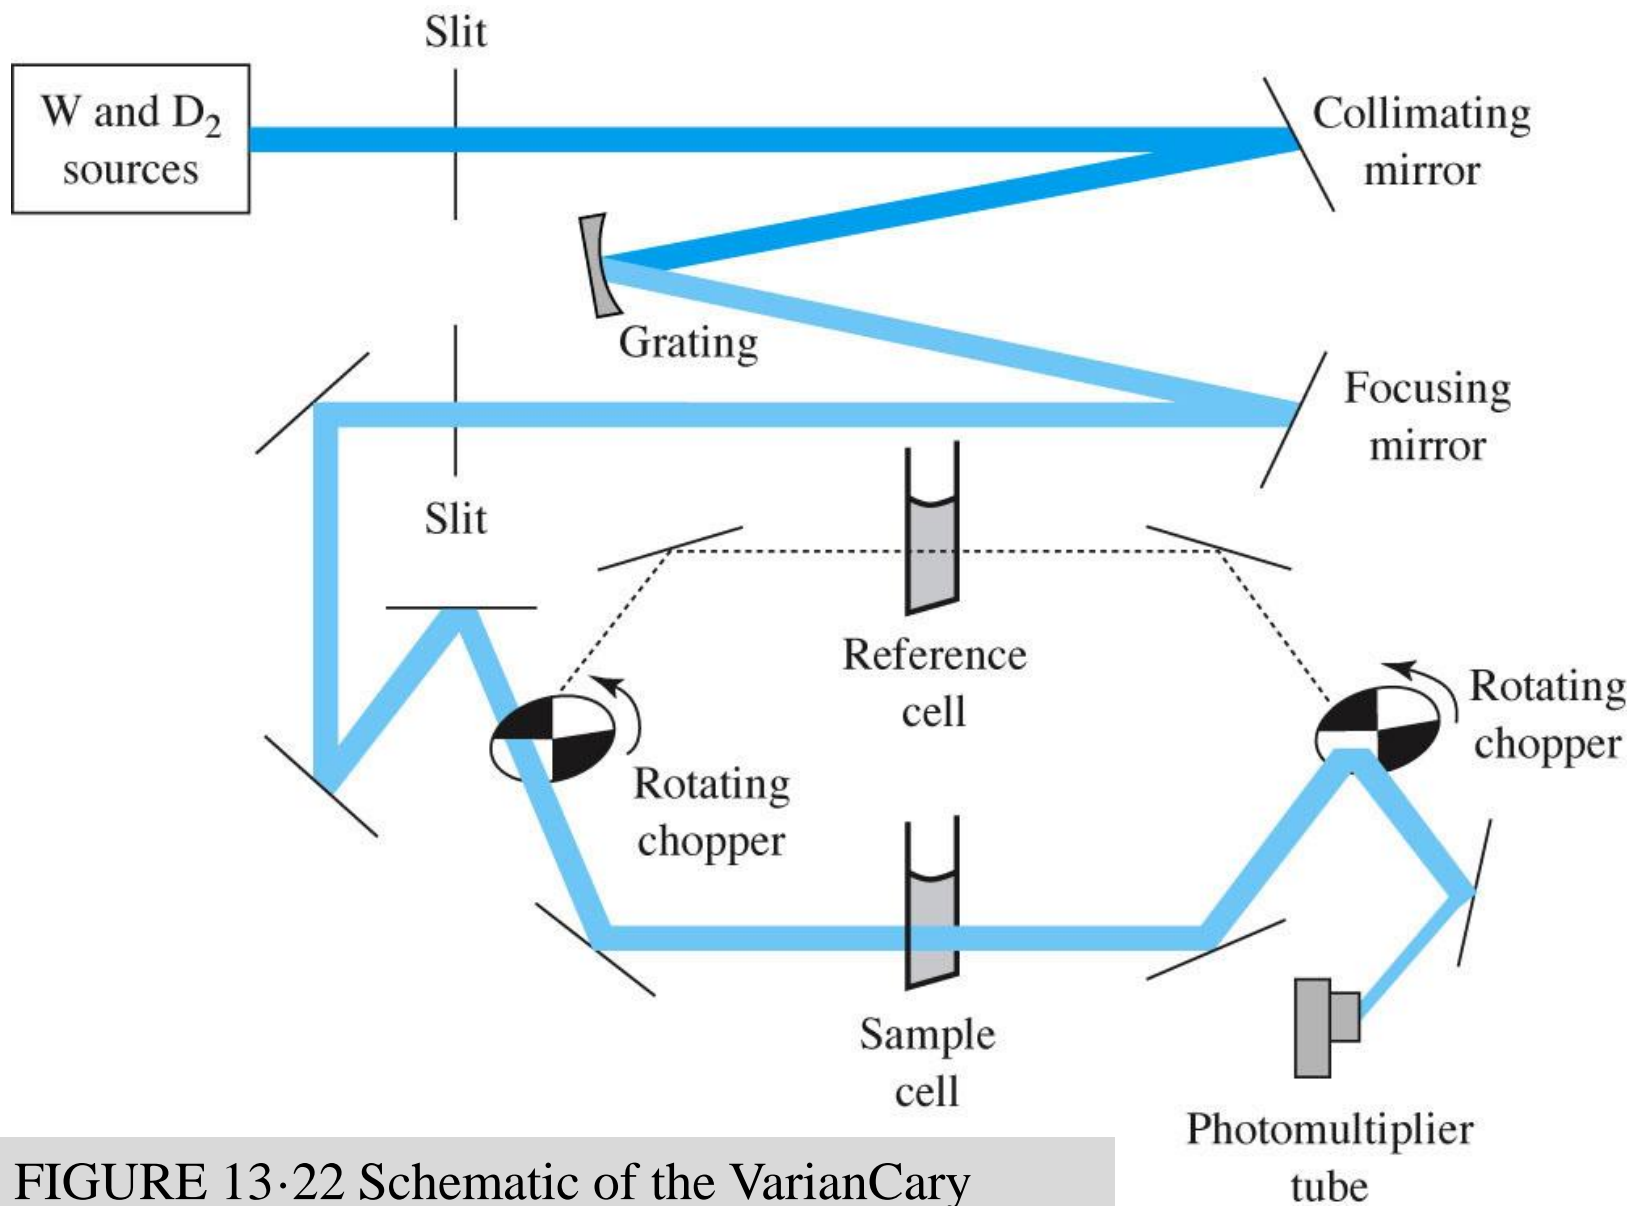 Slit
W and D₂
sources
Collimating
mirror
Grating
Focusing
mirror
Slit
Reference
cell
Rotating
chopper
Rotating
chopper
Sample
cell
Photomultiplier
tube
FIGURE 13·22 Schematic of the VarianCary